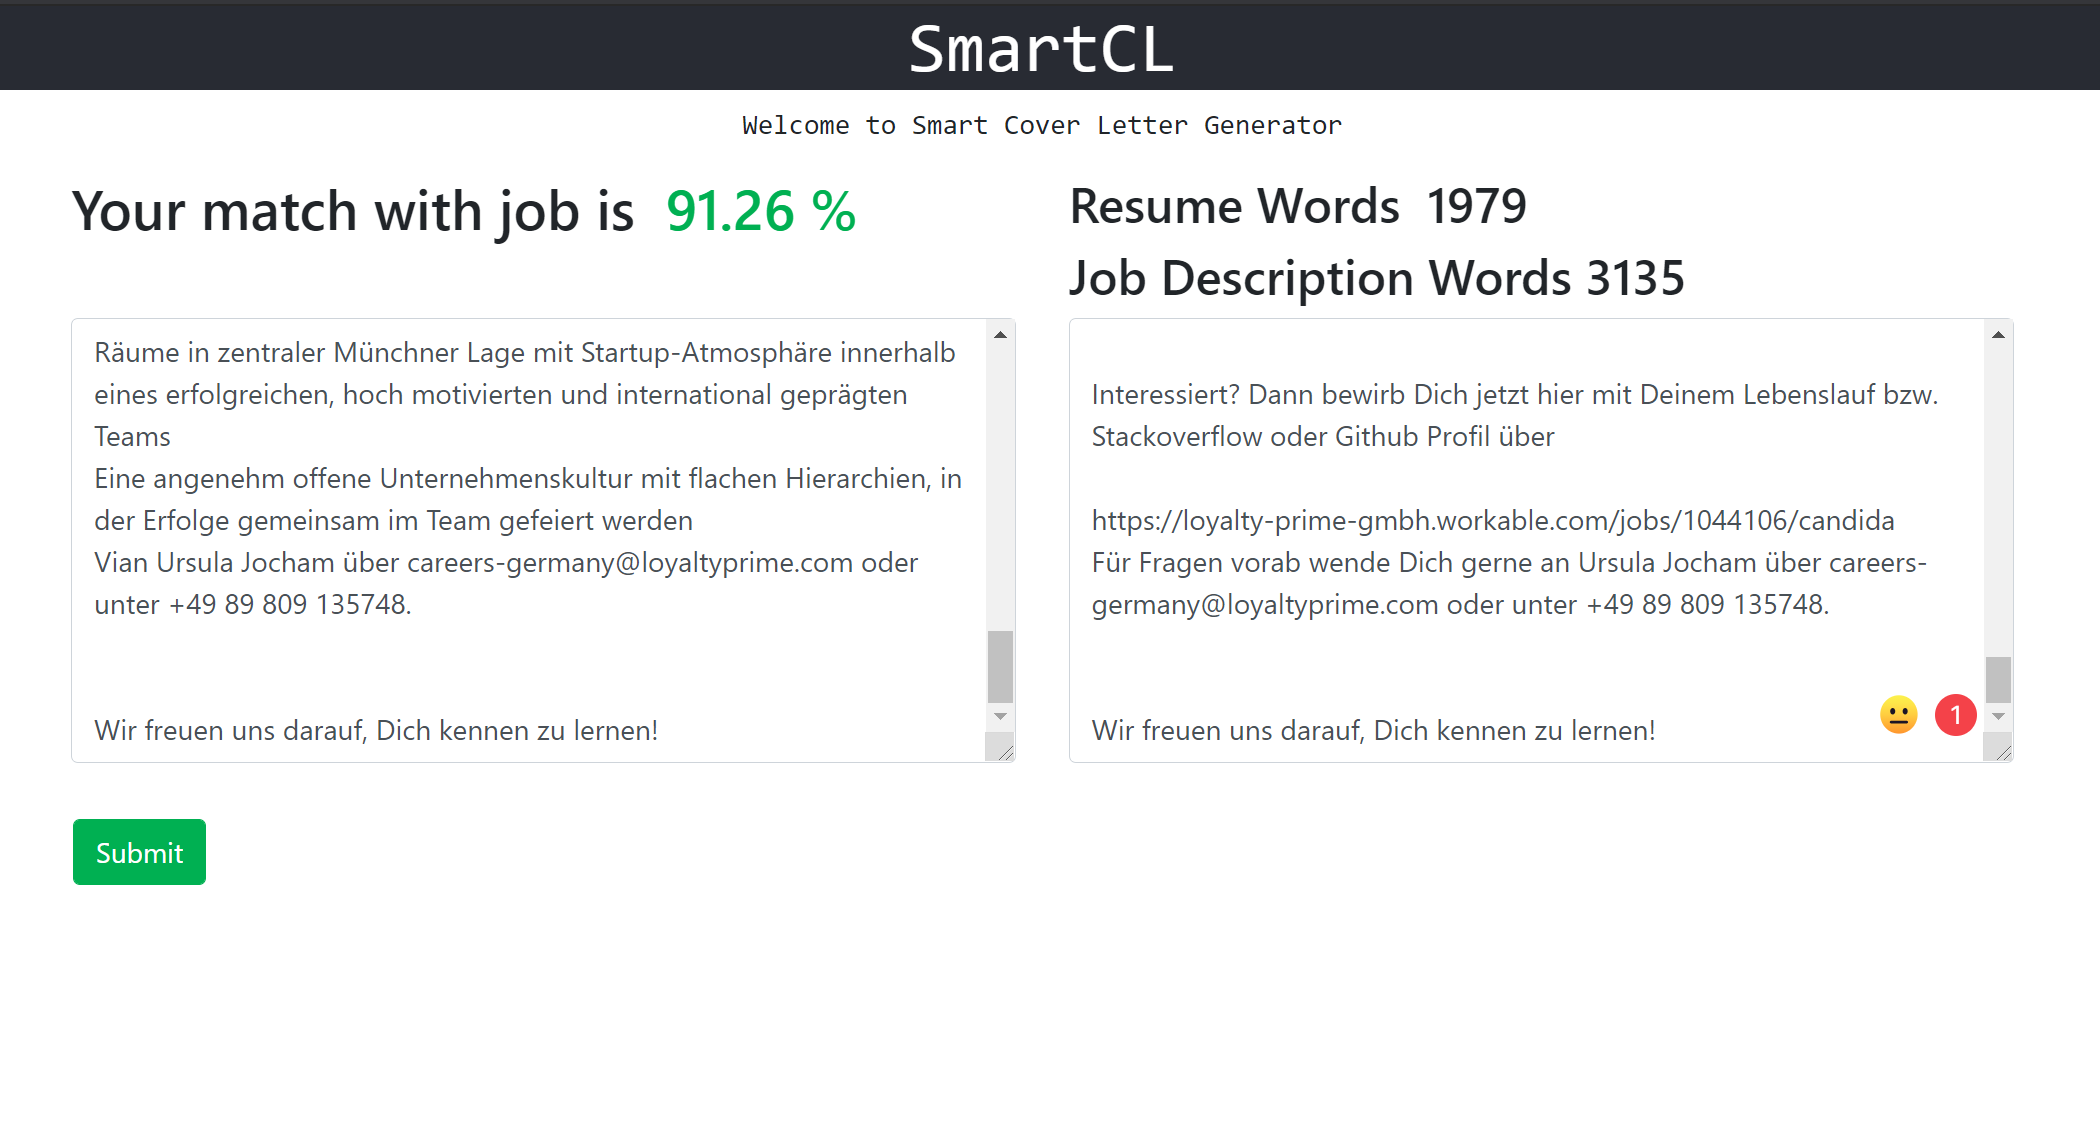 SmartCL
Welcome to Smart Cover Letter Generator
Your match with job is 91.26 %
Resume Words 1979
Job Description Words 3135
Räume in zentraler Münchner Lage mit Startup-Atmosphäre innerhalb
eines erfolgreichen, hoch motivierten und international geprägten
Teams
Eine angenehm offene Unternehmenskultur mit flachen Hierarchien, in
der Erfolge gemeinsam im Team gefeiert werden
Vian Ursula Jocham über careers-germany@loyaltyprime.com oder
unter +49 89 809 135748.
Wir freuen uns darauf, Dich kennen zu lernen!
Interessiert? Dann bewirb Dich jetzt hier mit Deinem Lebenslauf bzw.
Stackoverflow oder Github Profil über
https://loyalty-prime-gmbh.workable.com/jobs/1044106/candida
Für Fragen vorab wende Dich gerne an Ursula Jocham über careers-
germany@loyaltyprime.com oder unter +49 89 809 135748.
Wir freuen uns darauf, Dich kennen zu lernen!
1
Submit